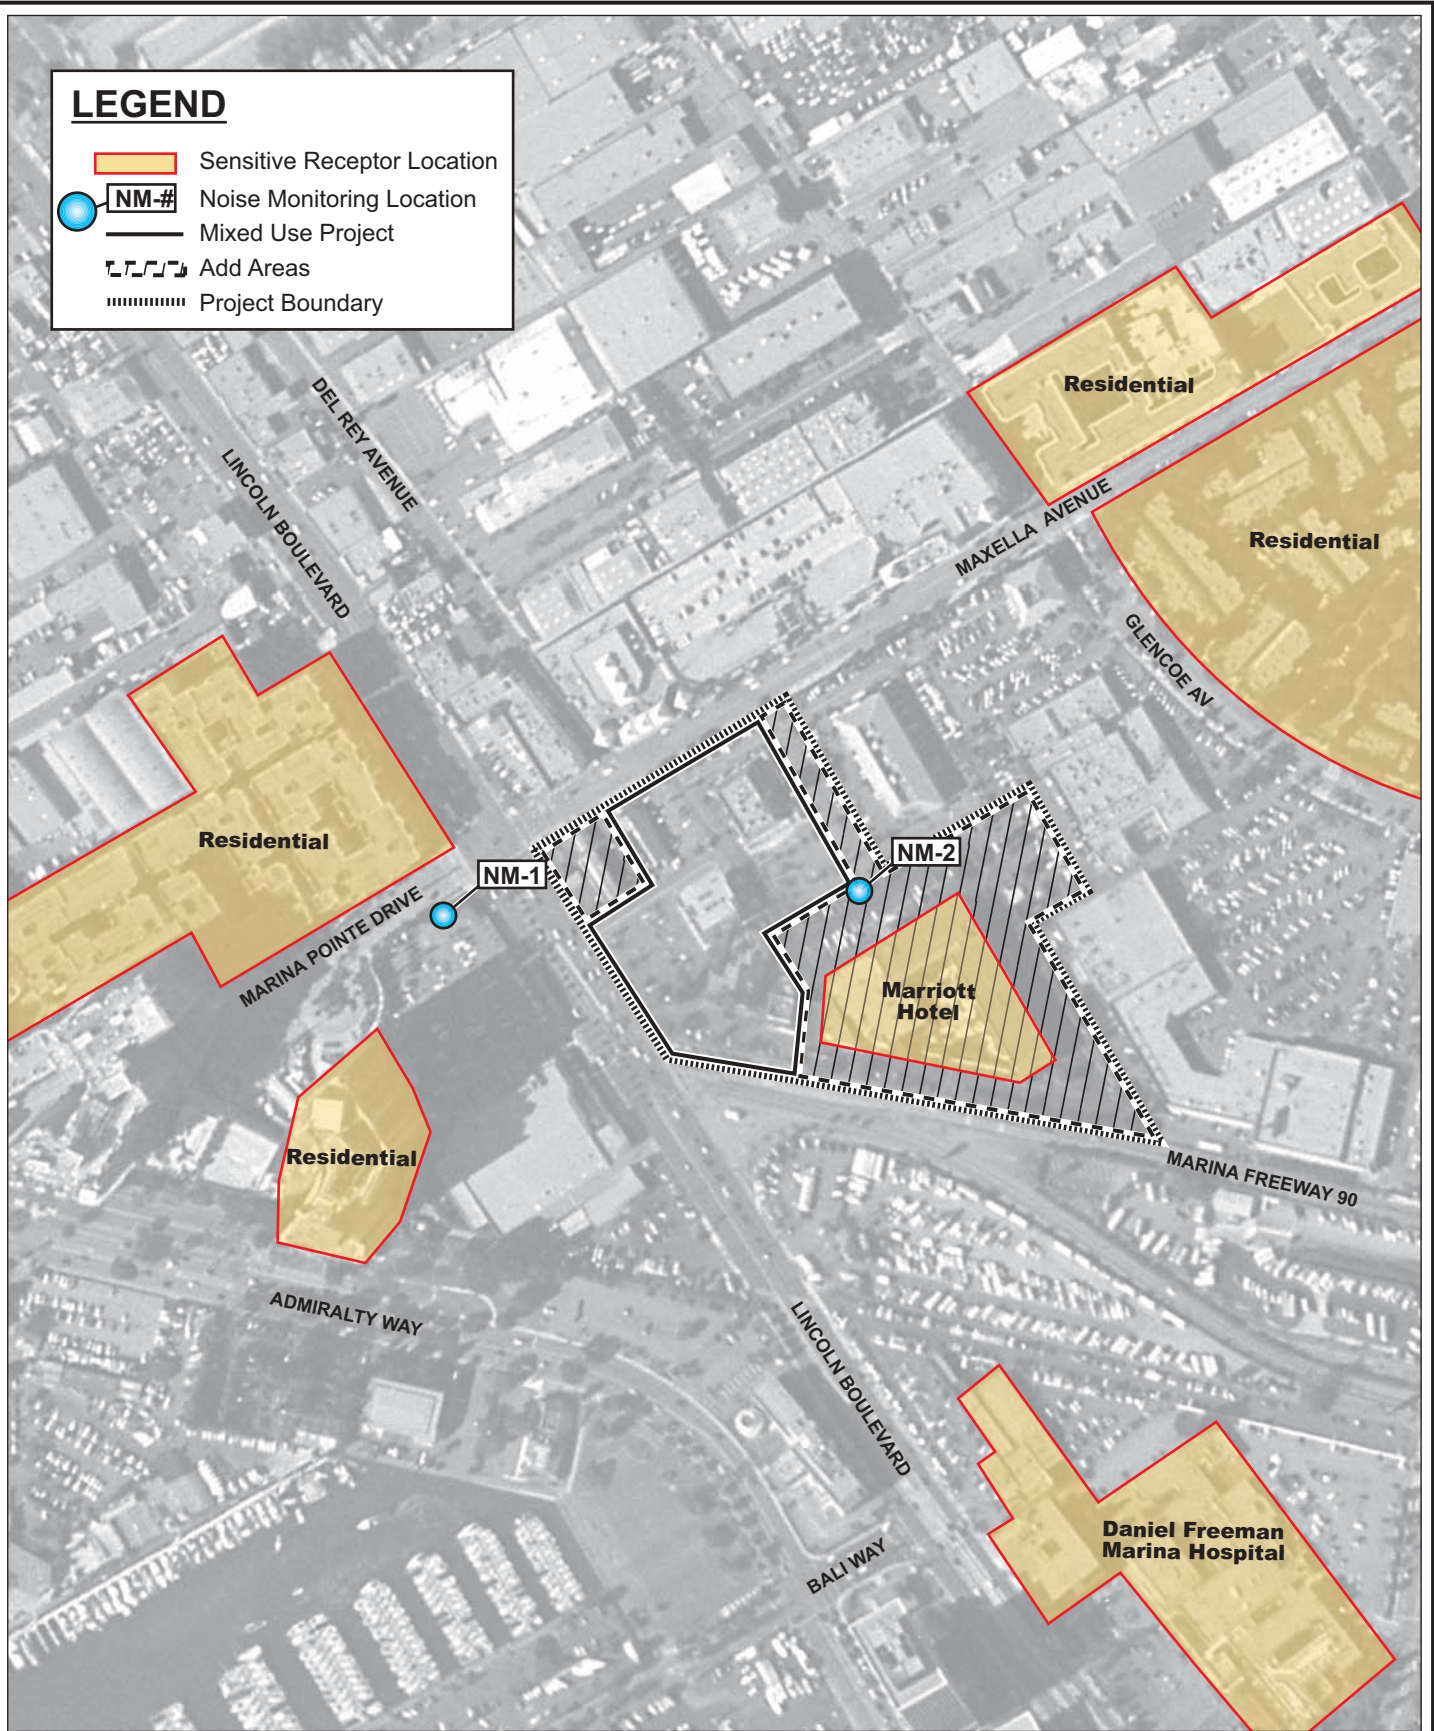 LEGEND
Sensitive Receptor Location
NM-# Noise Monitoring Location
Mixed Use Project
Add Areas
Project Boundary
DEL REY AVENUE
LINCOLN BOULEVARD
Residential
MAXELLA AVENUE
Residential
GLENCOE AV
Residential
NM-1
NM-2
MARINA POINTE DRIVE
Marriott
Hotel
Residential
MARINA FREEWAY 90
ADMIRALTY WAY
LINCOLN BOULEVARD
BALI WAY
Daniel Freeman
Marina Hospital